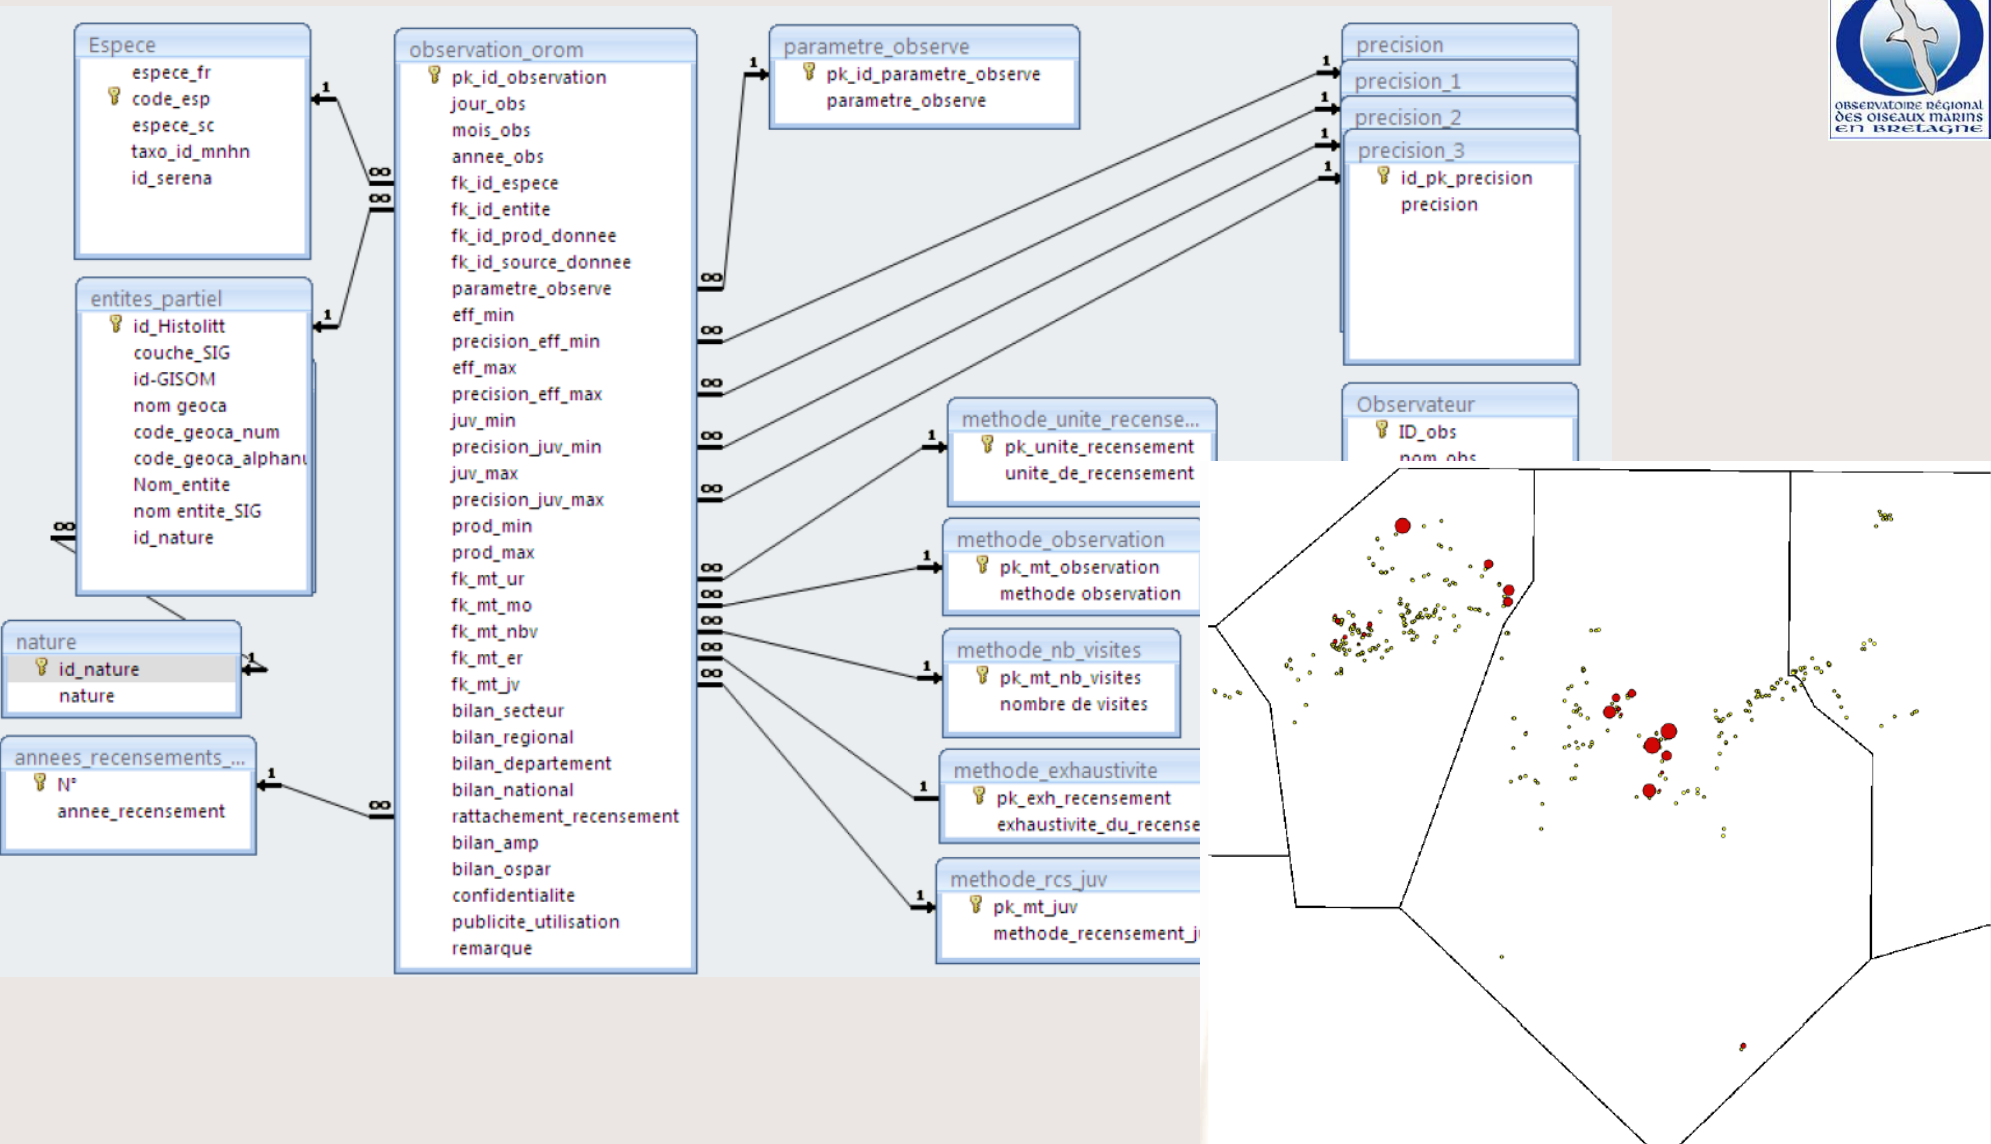 Espece
espece_fr
code_esp
espece_sc
taxo_id_mnhn
id_serena
entites_partiel
id_Histolitt
couche_SIG
id-GISOM
nom geoca
code_geoca_num
code_geoca_alphanu
Nom_entite
nom entite_SIG
id_nature
nature
id_nature
nature
annees_recensements_...
N°
annee_recensement
observation_orom
pk_id_observation
jour_obs
mois_obs
annee_obs
fk_id_espece
fk_id_entite
fk_id_prod_donnee
fk_id_source_donnee
parametre_observe
eff_min
precision_eff_min
eff_max
precision_eff_max
juv_min
precision_juv_min
juv_max
precision_juv_max
prod_min
prod_max
fk_mt_ur
fk_mt_mo
fk_mt_nbv
fk_mt_er
fk_mt_jv
bilan_secteur
bilan_regional
bilan_departement
bilan_national
rattachement_recensement
bilan_amp
bilan_ospar
confidentialite
publicite_utilisation
remarque
parametre_observe
pk_id_parametre_observe
parametre_observe
precision
precision_1
precision_2
precision_3
id_pk_precision
precision
Observateur
ID_obs
nom_obs
methode_unite_recense...
pk_unite_recensement
unite_de_recensement
methode_observation
pk_mt_observation
methode observation
methode_nb_visites
pk_mt_nb_visites
nombre de visites
methode_exhaustivite
pk_exh_recensement
exhaustivite_du_recense
methode_rcs_juv
pk_mt_juv
methode_recensement_j
OBSERVATOIRE RÉGIONAL
DES OISEAUX MARINS
EN BRETAGNE